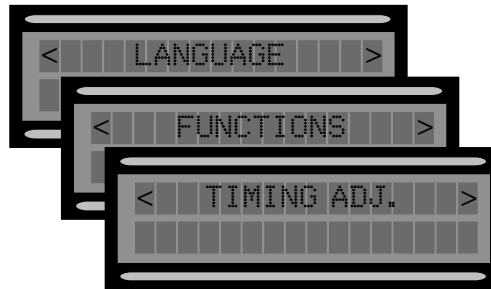 < LANGUAGE >
< FUNCTIONS >
< TIMING ADJ. >